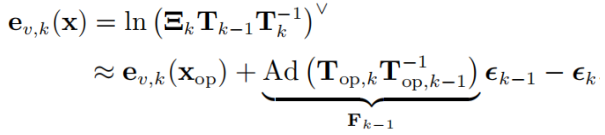 e_{v,k}(x) = ln (Ξ_k T_{k−1} T_k^{−1})^∨
≈ e_{v,k}(x_op) + Ad (T_{op,k} T_{op,k−1}^{−1}) ϵ_{k−1} − ϵ_k
F_{k−1}